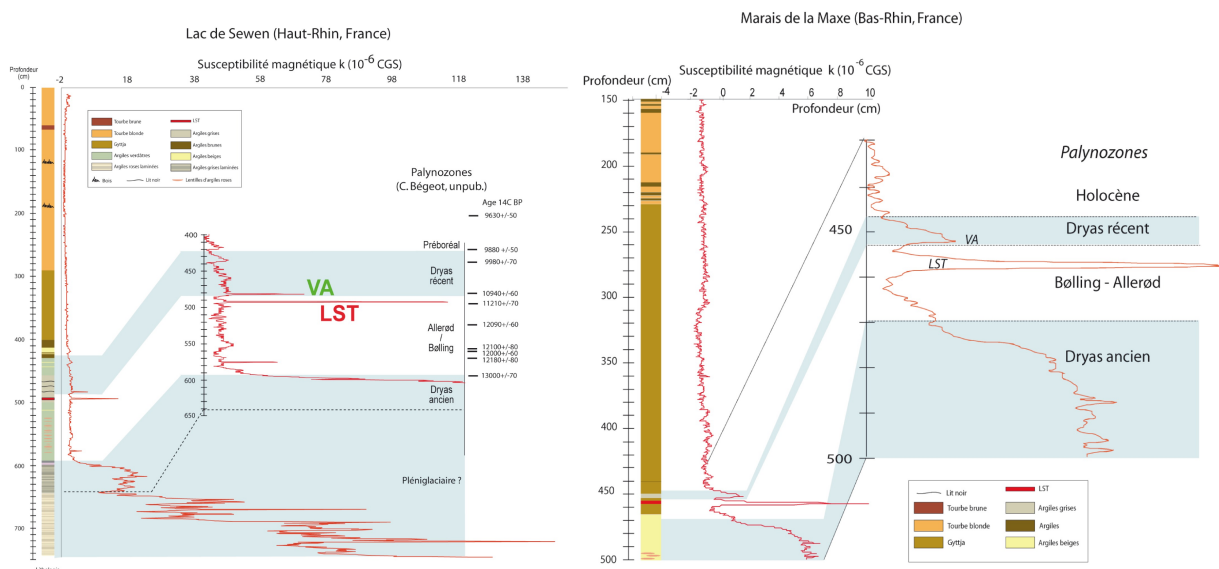 Lac de Sewen (Haut-Rhin, France)
Susceptibilité magnétique k (10-6 CGS)
Profondeur
(cm)
-2 18 38 58 78 98 118 138
0
100
200
300
400
500
600
700
Tourbe brune
Tourbe blonde
Gyttja
Argiles verdâtres
Argiles roses laminées
LST
Argiles grises
Argiles brunes
Argiles beiges
Argiles grises laminées
Bois
Lit noir
Lentilles d'argiles roses
Palynozones
(C. Bégeot, unpub.)
Age 14C BP
9630+/-50
Préboréal
9880 +/-50
9980+/-70
Dryas
récent
10940+/-60
11210+/-70
Allerød
/
Bølling
12090+/-60
12100+/-80
12000+/-60
12180+/-80
13000+/-70
Dryas
ancien
Pléniglaciaire ?
400
450
500
550
600
650
VA
LST
Marais de la Maxe (Bas-Rhin, France)
Susceptibilité magnétique k (10-6 CGS)
Profondeur (cm)
-4 -2 0 2 4 6 8 10
Profondeur (cm)
150
200
250
300
350
400
450
500
450
500
Palynozones
Holocène
Dryas récent
VA
LST
Bølling - Allerød
Dryas ancien
Lit noir
Tourbe brune
Tourbe blonde
Gyttja
LST
Argiles grises
Argiles
Argiles beiges